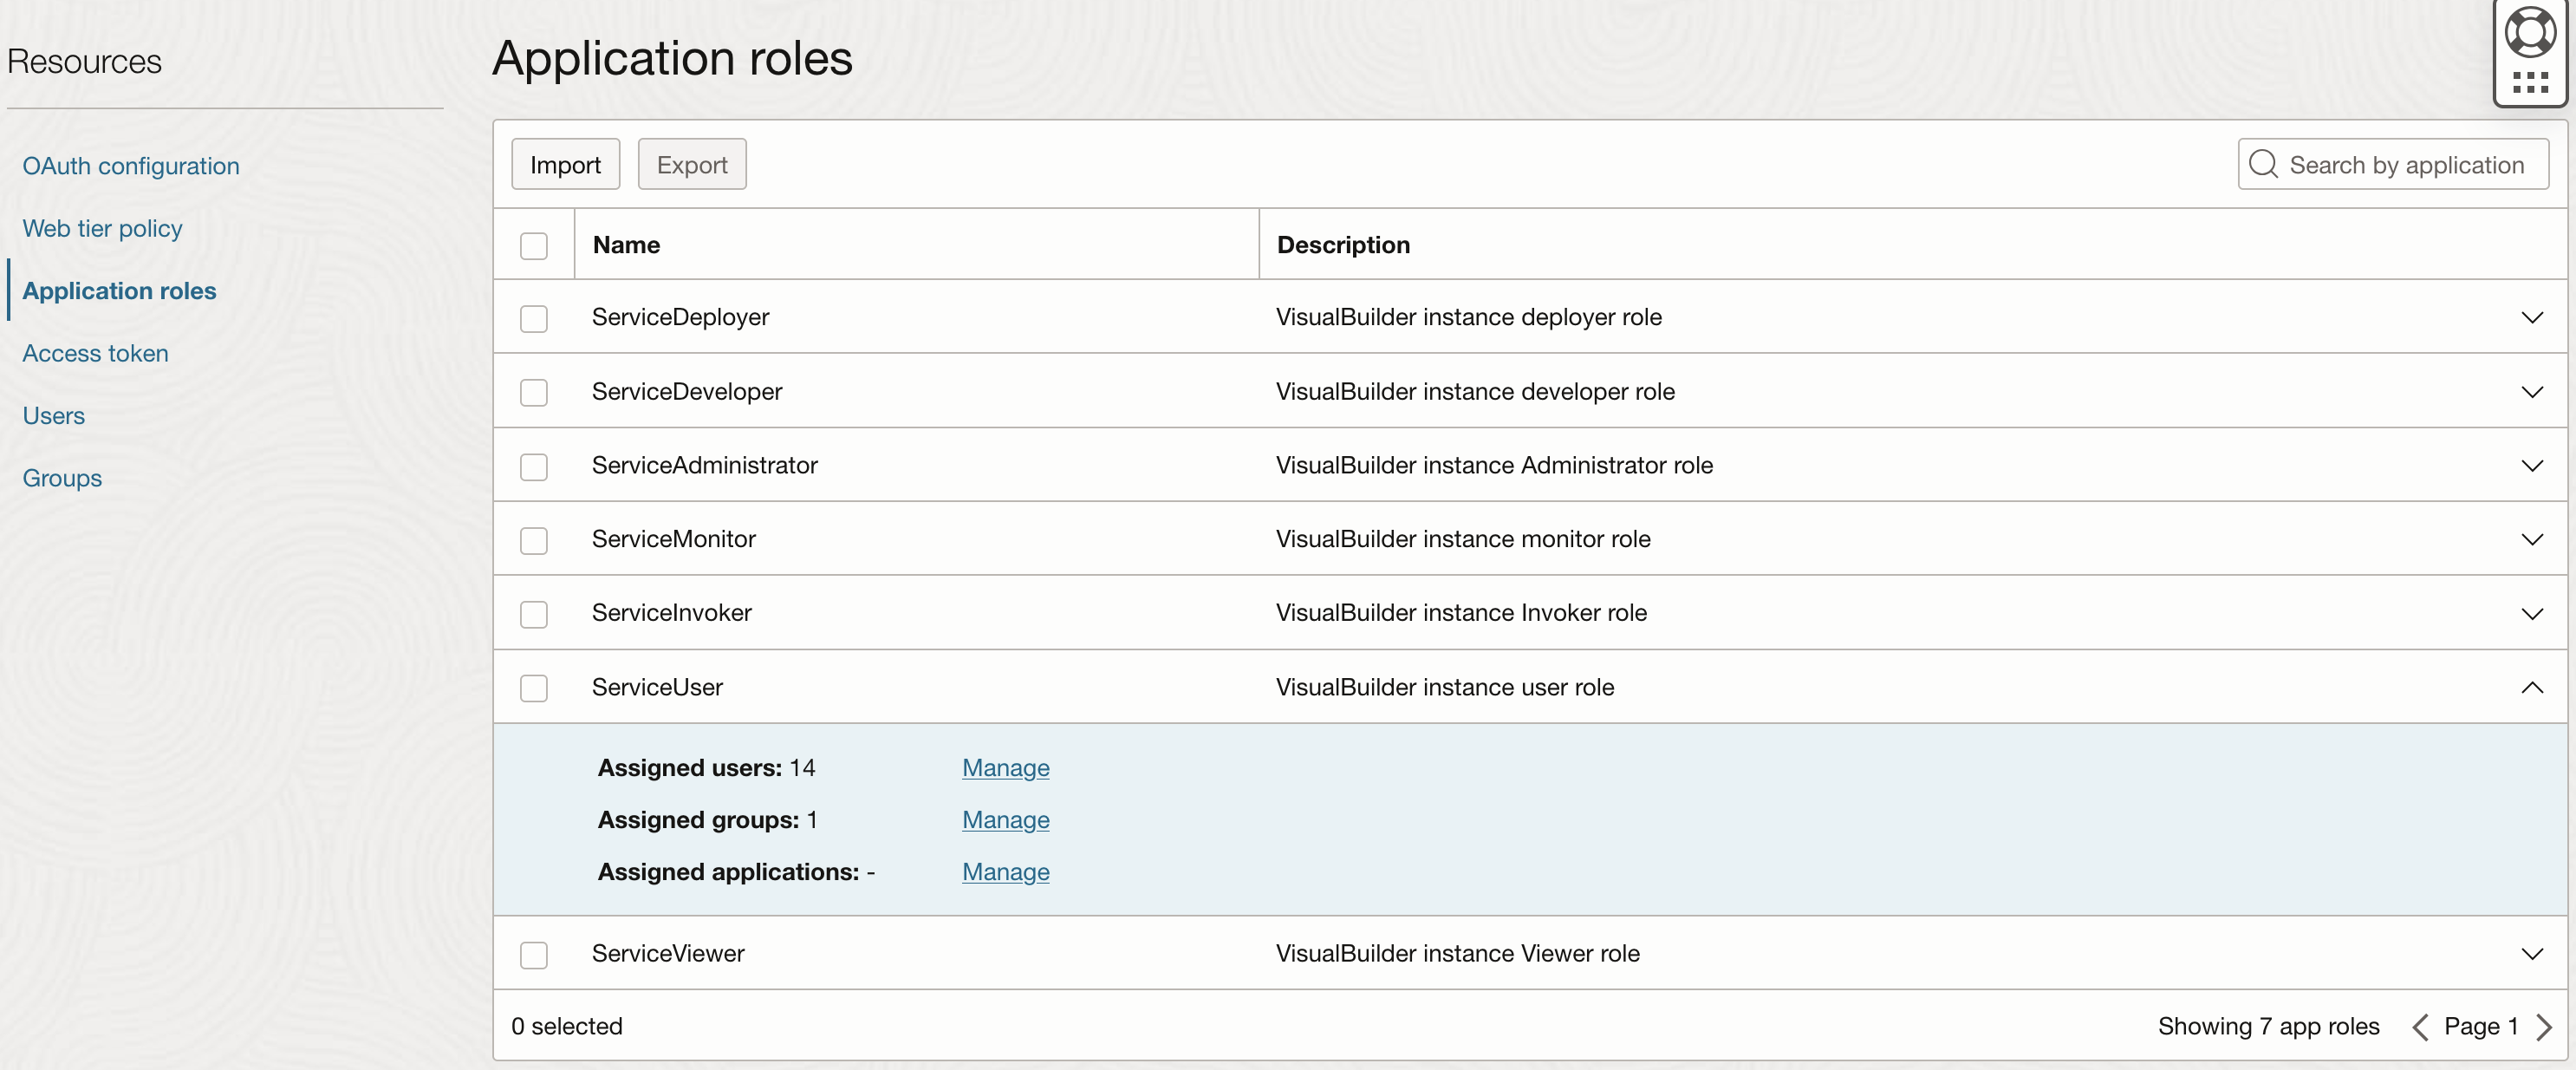 Resources
OAuth configuration
Web tier policy
Application roles
Access token
Users
Groups
Application roles
Import Export Search by application
Name Description
ServiceDeployer VisualBuilder instance deployer role
ServiceDeveloper VisualBuilder instance developer role
ServiceAdministrator VisualBuilder instance Administrator role
ServiceMonitor VisualBuilder instance monitor role
ServiceInvoker VisualBuilder instance Invoker role
ServiceUser VisualBuilder instance user role
Assigned users: 14 Manage
Assigned groups: 1 Manage
Assigned applications: - Manage
ServiceViewer VisualBuilder instance Viewer role
0 selected Showing 7 app roles Page 1